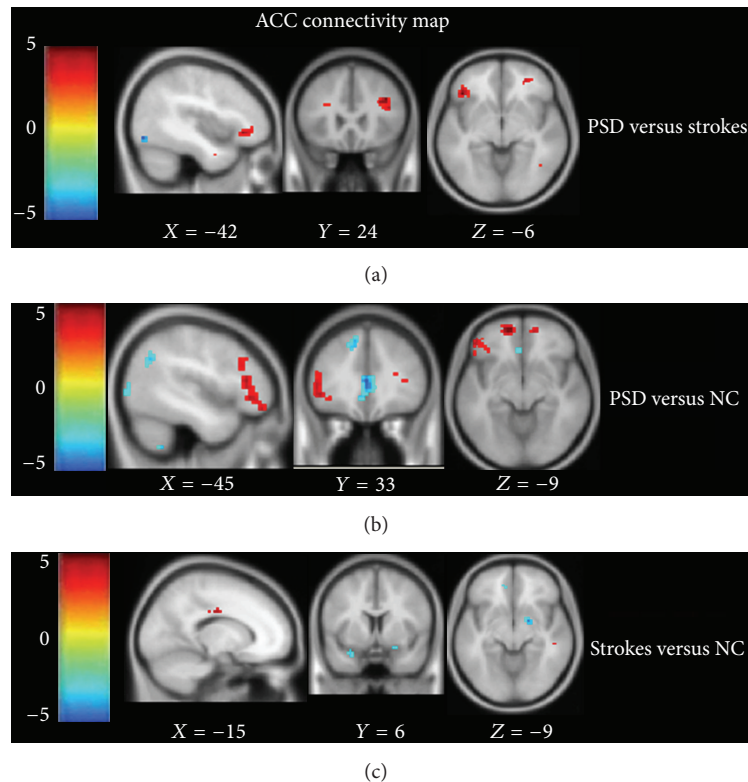 ACC connectivity map
5
0
−5
PSD versus strokes
X = −42
Y = 24
Z = −6
(a)
5
0
−5
PSD versus NC
X = −45
Y = 33
Z = −9
(b)
5
0
−5
Strokes versus NC
X = −15
Y = 6
Z = −9
(c)